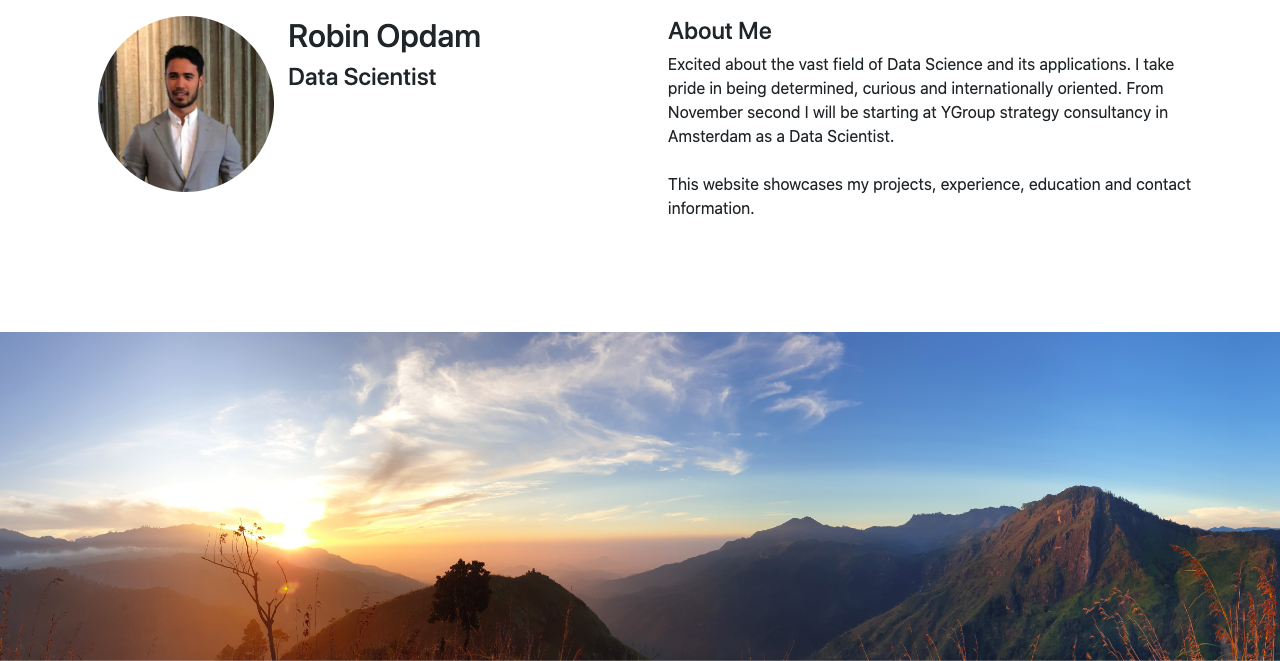 Robin Opdam
Data Scientist
About Me
Excited about the vast field of Data Science and its applications. I take
pride in being determined, curious and internationally oriented. From
November second I will be starting at YGroup strategy consultancy in
Amsterdam as a Data Scientist.
This website showcases my projects, experience, education and contact
information.